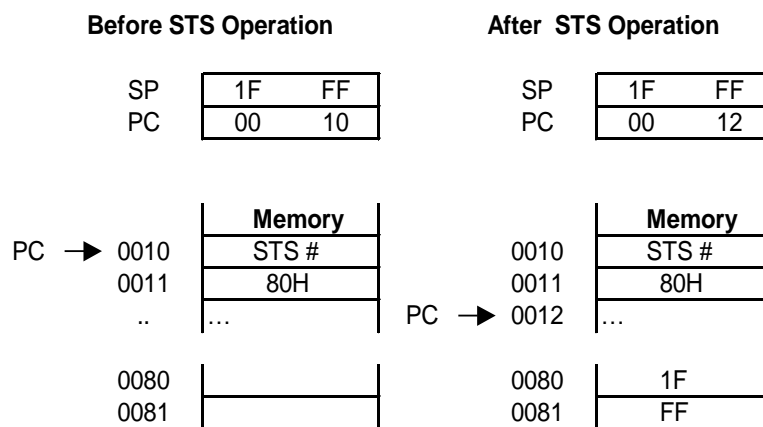 Before STS Operation After STS Operation
SP 1F FF SP 1F FF
PC 00 10 PC 00 12
Memory Memory
PC 0010 STS # 0010 STS #
0011 80H 0011 80H
.. … PC 0012 …
0080 0080 1F
0081 0081 FF